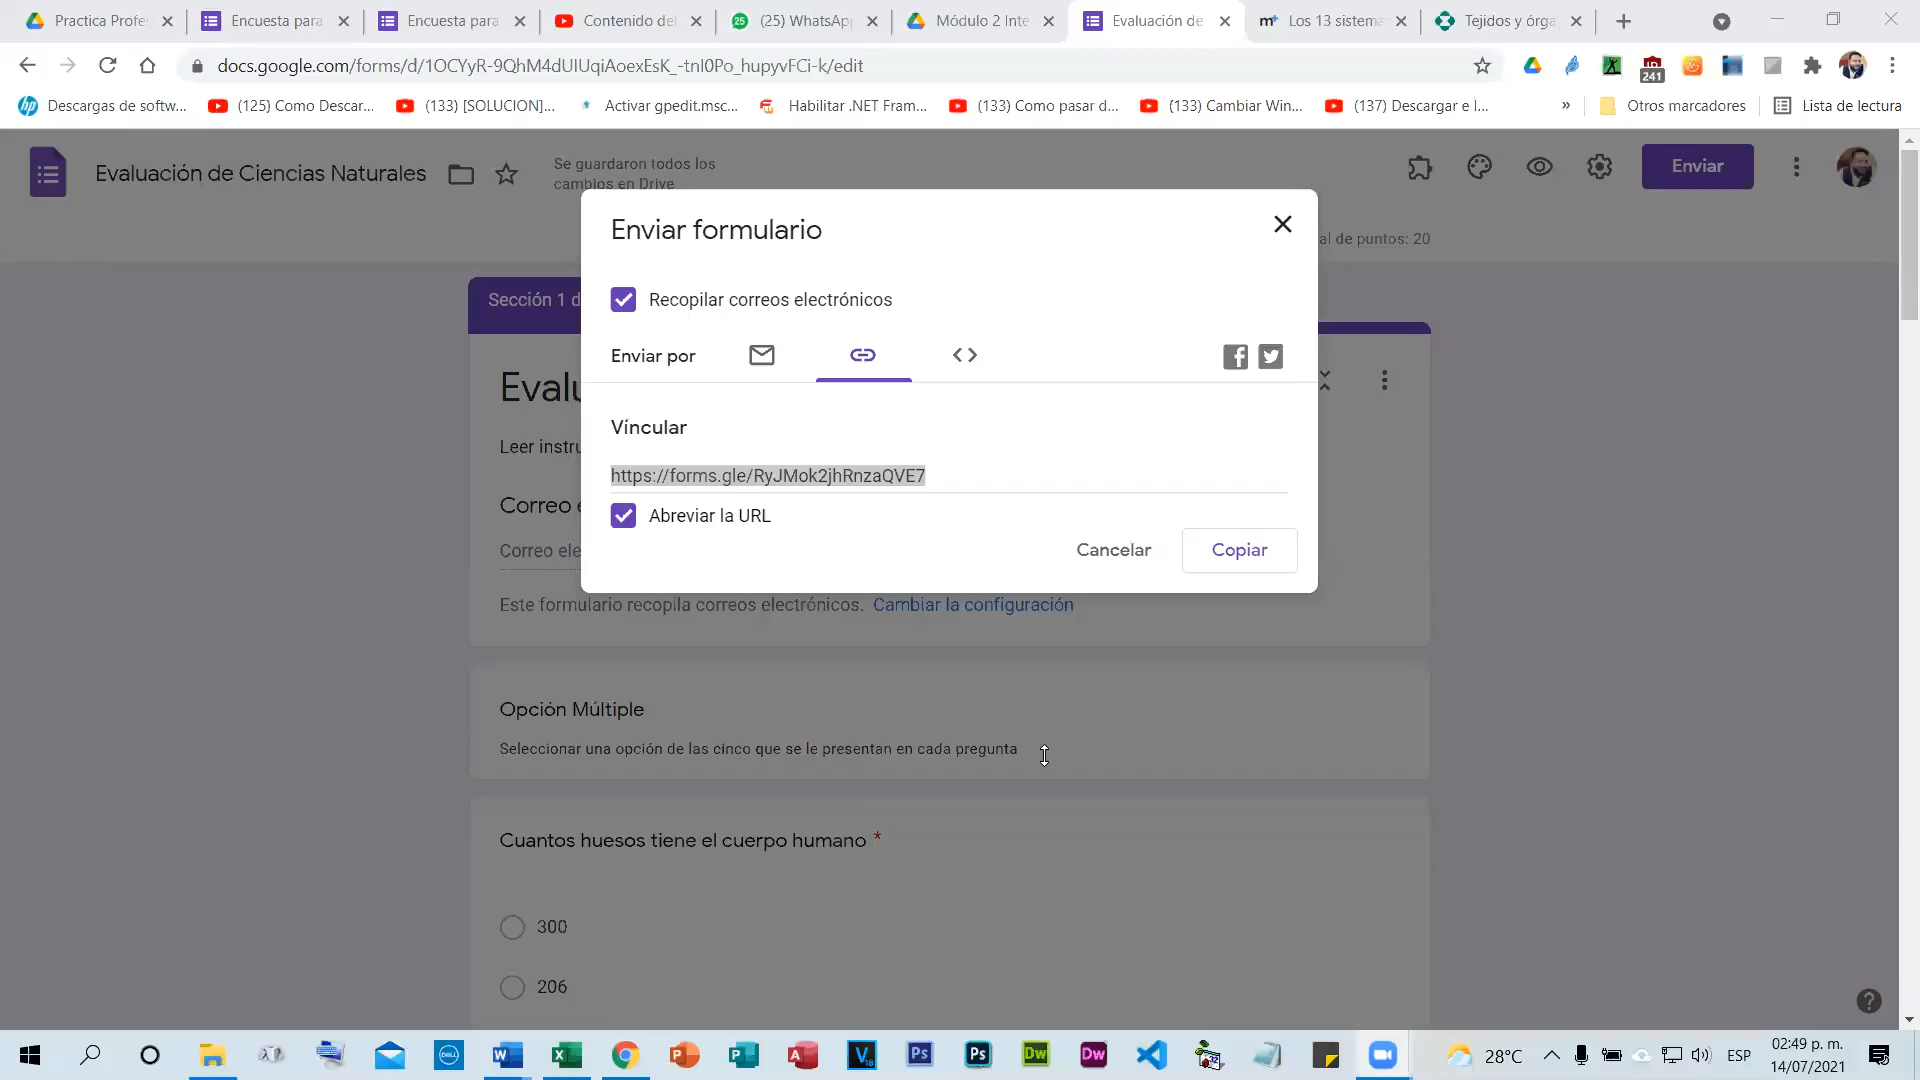 Practica Profe
Encuesta para
Encuesta para
Contenido del
(25) WhatsApp
Módulo 2 Inte
Evaluación de
Los 13 sistema
Tejidos y órga
docs.google.com/forms/d/1OCYyR-9QhM4dUIUqiAoexEsK_-tnI0Po_hupyvFCi-k/edit
241
Descargas de softw...
(125) Como Descar...
(133) [SOLUCION]...
Activar gpedit.msc...
Habilitar .NET Fram...
(133) Como pasar d...
(133) Cambiar Win...
(137) Descargar e I...
»
Otros marcadores
Lista de lectura
Evaluación de Ciencias Naturales
Se guardaron todos los
cambios en Drive
Enviar
al de puntos: 20
Enviar formulario
Recopilar correos electrónicos
Enviar por
Víncular
https://forms.gle/RyJMok2jhRnzaQVE7
Abreviar la URL
Cancelar
Copiar
Sección 1 d
Evalu
Leer instru
Correo e
Correo ele
Este formulario recopila correos electrónicos. Cambiar la configuración
Opción Múltiple
Seleccionar una opción de las cinco que se le presentan en cada pregunta
Cuantos huesos tiene el cuerpo humano *
300
206
28°C
ESP
02:49 p. m.
14/07/2021